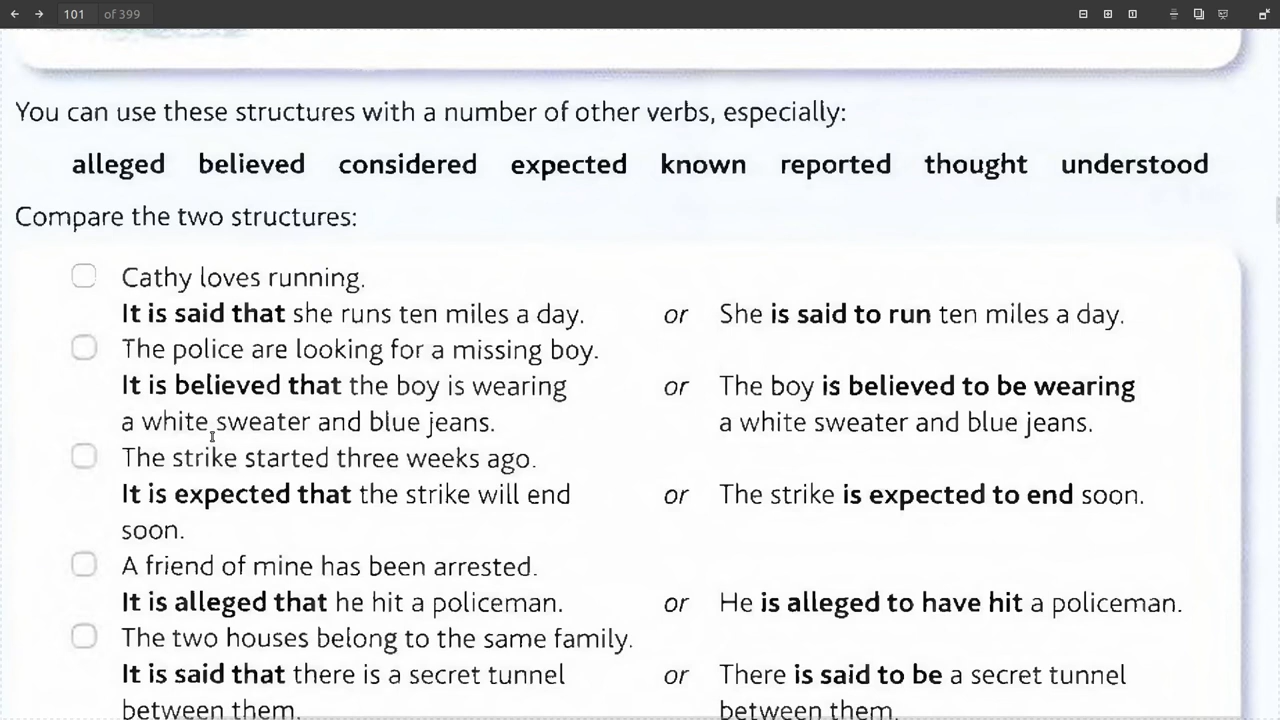 101 of 399
You can use these structures with a number of other verbs, especially:
alleged believed considered expected known reported thought understood
Compare the two structures:
Cathy loves running.
It is said that she runs ten miles a day. or She is said to run ten miles a day.
The police are looking for a missing boy.
It is believed that the boy is wearing or The boy is believed to be wearing
a white sweater and blue jeans. a white sweater and blue jeans.
The strike started three weeks ago.
It is expected that the strike will end or The strike is expected to end soon.
soon.
A friend of mine has been arrested.
It is alleged that he hit a policeman. or He is alleged to have hit a policeman.
The two houses belong to the same family.
It is said that there is a secret tunnel or There is said to be a secret tunnel
between them. between them.